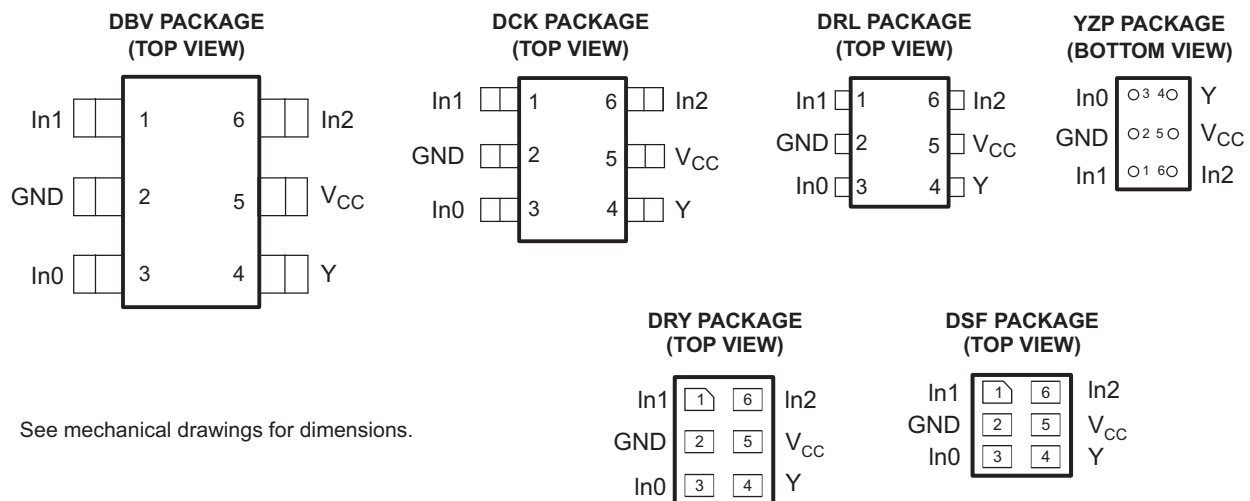 DBV PACKAGE
(TOP VIEW)
In1 1 6 In2
GND 2 5 VCC
In0 3 4 Y
DCK PACKAGE
(TOP VIEW)
In1 1 6 In2
GND 2 5 VCC
In0 3 4 Y
DRL PACKAGE
(TOP VIEW)
In1 1 6 In2
GND 2 5 VCC
In0 3 4 Y
YZP PACKAGE
(BOTTOM VIEW)
In0 3 4 Y
GND 2 5 VCC
In1 1 6 In2
DRY PACKAGE
(TOP VIEW)
In1 1 6 In2
GND 2 5 VCC
In0 3 4 Y
DSF PACKAGE
(TOP VIEW)
In1 1 6 In2
GND 2 5 VCC
In0 3 4 Y
See mechanical drawings for dimensions.